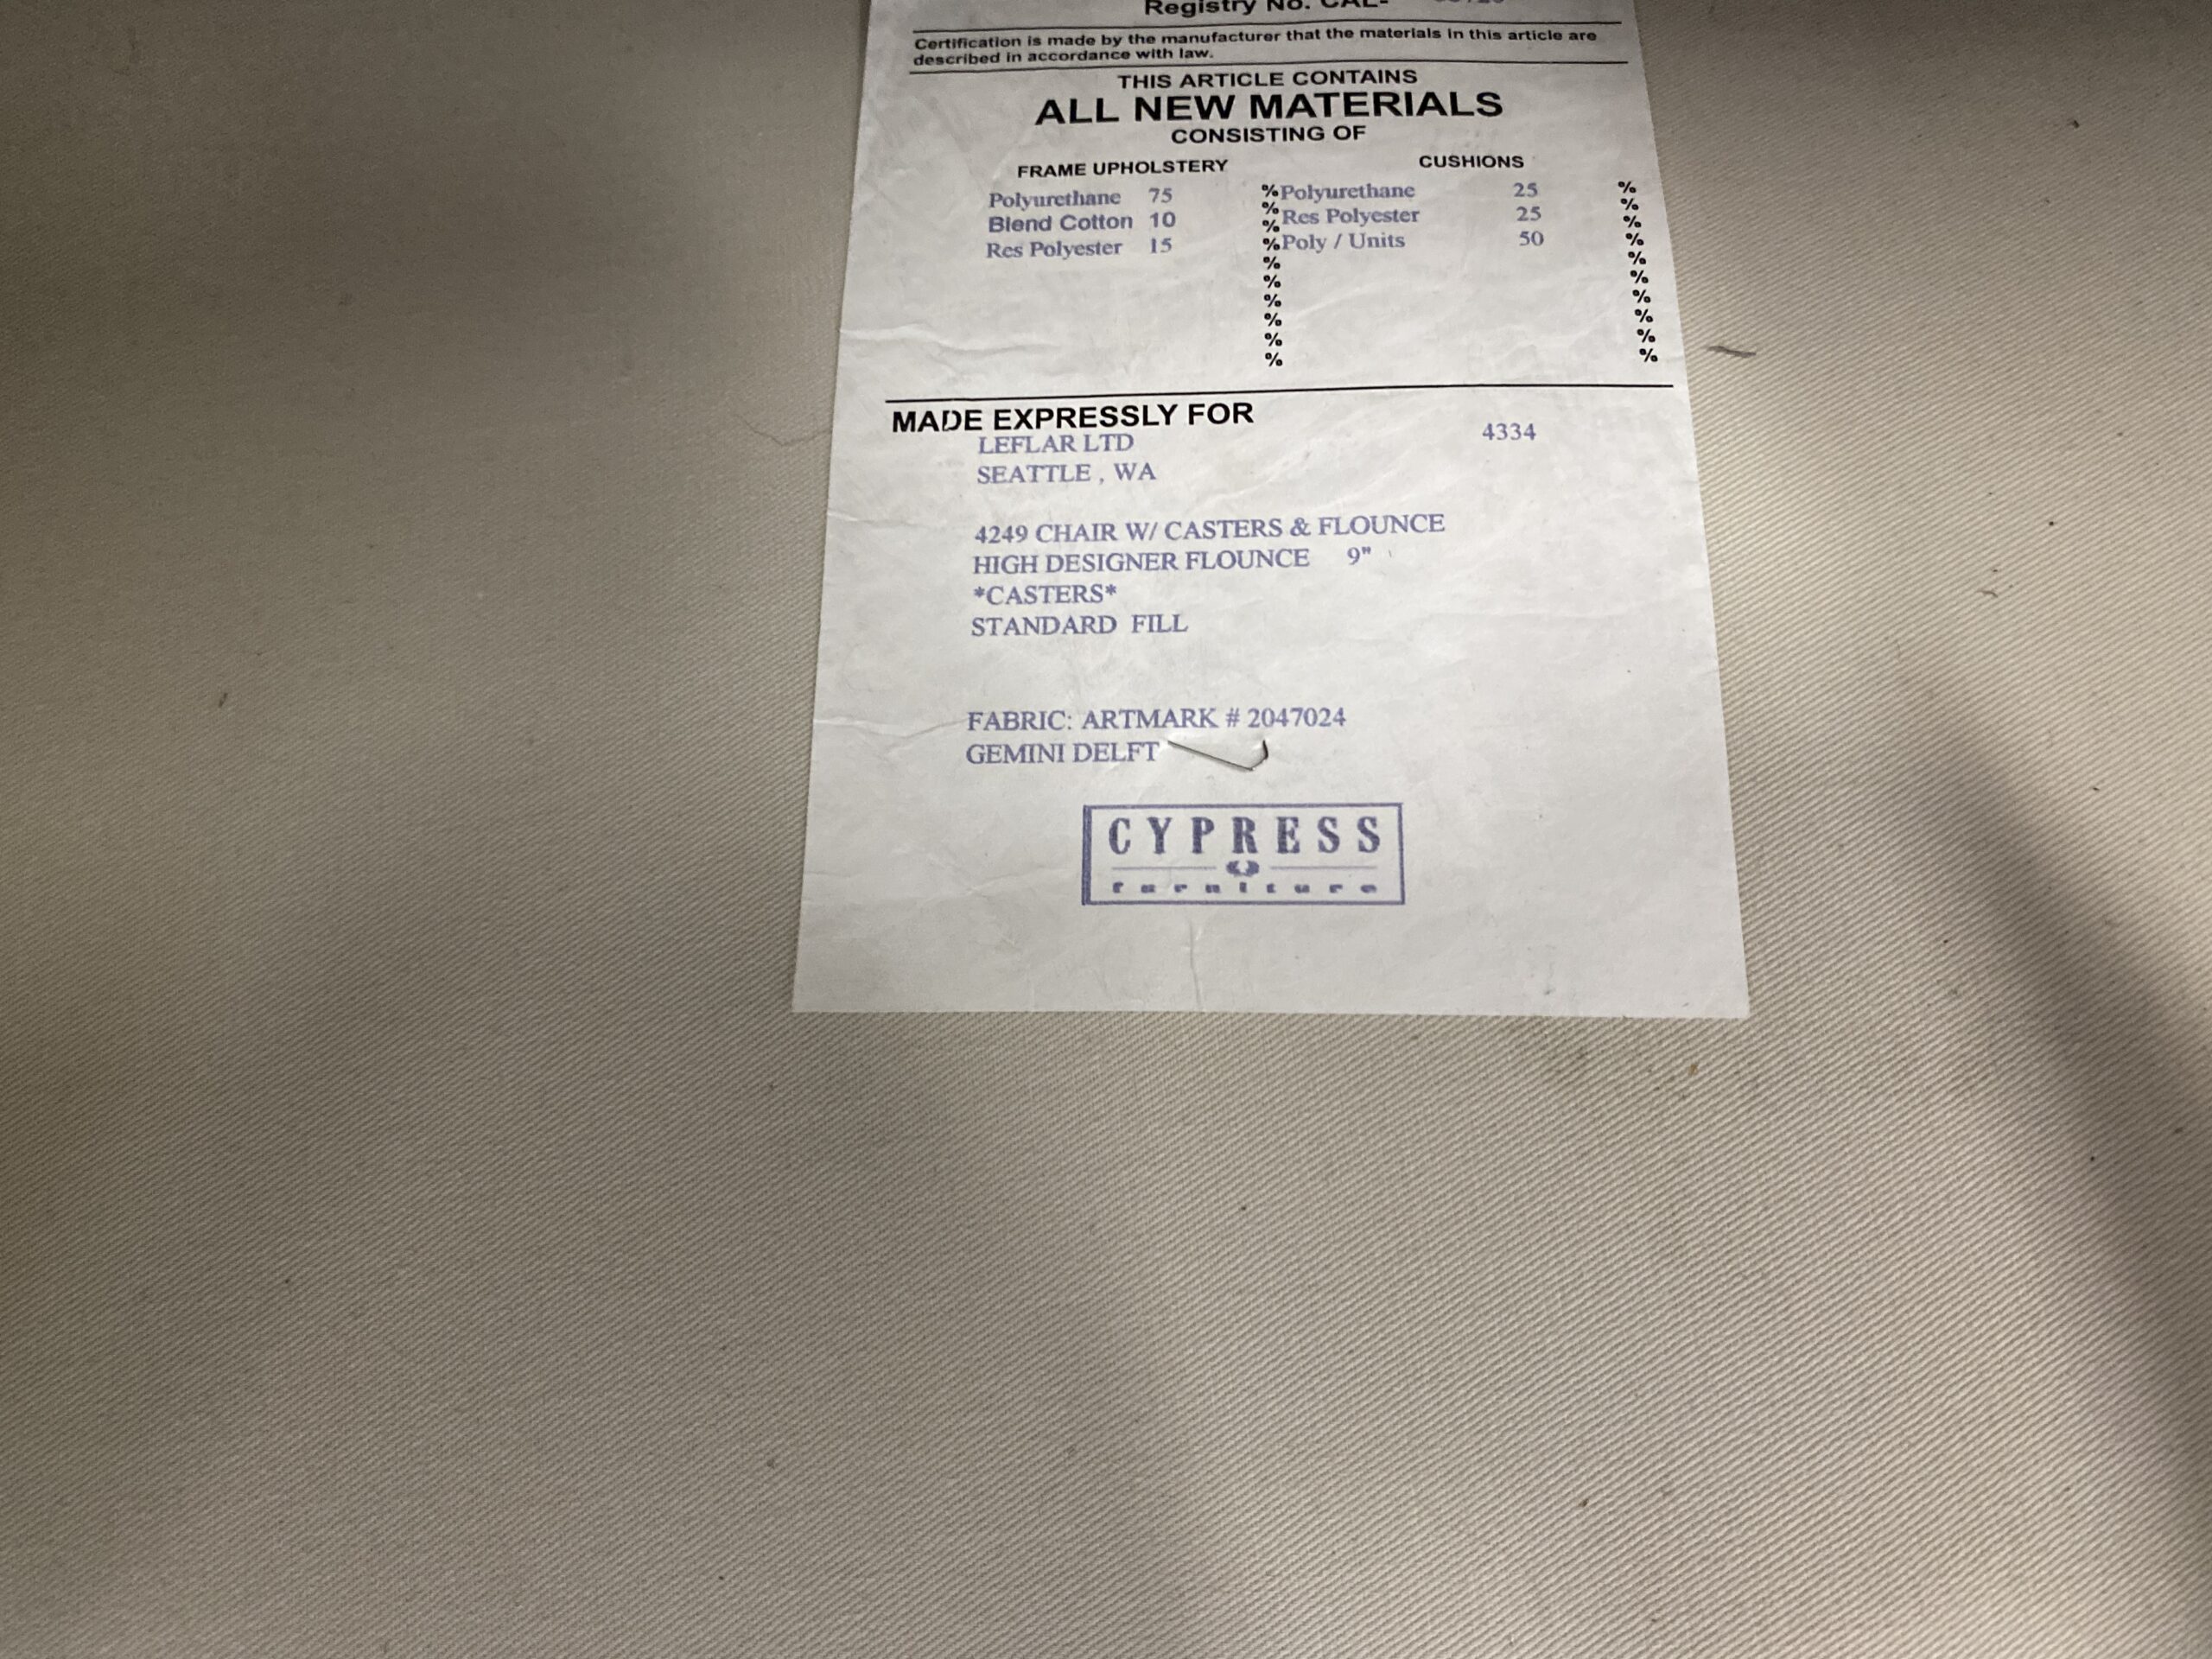 Registry No. CAL-
Certification is made by the manufacturer that the materials in this article are
described in accordance with law.
THIS ARTICLE CONTAINS
ALL NEW MATERIALS
CONSISTING OF
FRAME UPHOLSTERY CUSHIONS
Polyurethane 75 % Polyurethane 25 %
% %
Blend Cotton 10 % Res Polyester 25 %
Res Polyester 15 % Poly / Units 50 %
% %
% %
% %
% %
% %
% %
MADE EXPRESSLY FOR
LEFLAR LTD 4334
SEATTLE , WA
4249 CHAIR W/ CASTERS & FLOUNCE
HIGH DESIGNER FLOUNCE 9"
*CASTERS*
STANDARD FILL
FABRIC: ARTMARK # 2047024
GEMINI DELFT
CYPRESS
furniture